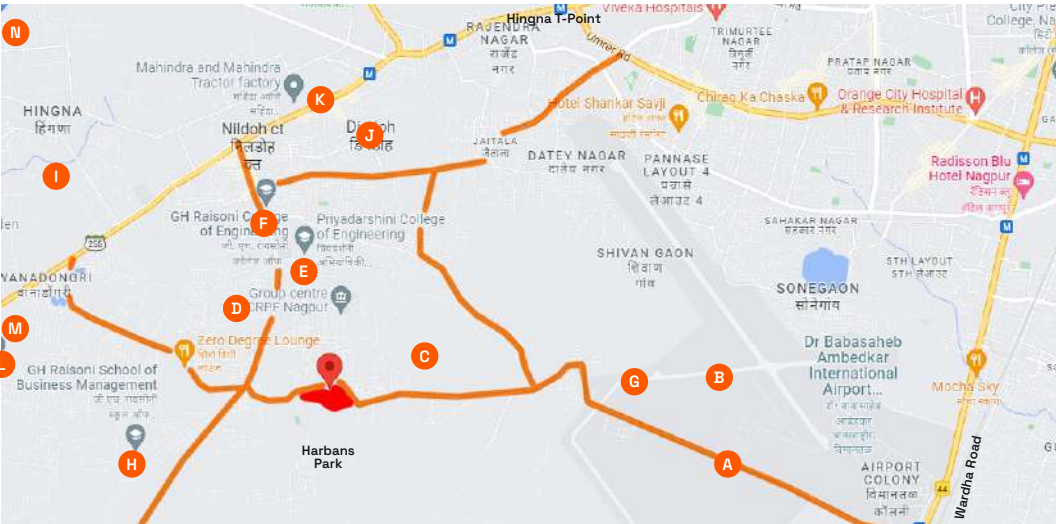 Viveka Hospitals
Hingna T-Point
City
College, Na
N
RAJENDRA
NAGAR
राजेंद्र
नगर
M
Umrer Rd
TRIMURTEE
NAGAR
त्रिमूर्ती
नगर
PRATAP NAGAR
प्रताप नगर
Mahindra and Mahindra
Tractor factory
M
K
Hotel Shankar Savji
Chirag Ka Chaska
Orange City Hospital
& Research Institute
HINGNA
हिंगणा
Nildoh ct
निलडोह
क्त
J
JAITALA
जैताला
DATEY NAGAR
दातेय नगर
PANNASE
LAYOUT 4
पन्नासे
लेआउट 4
M
Radisson Blu
Hotel Nagpur
I
GH Raisoni College
of Engineering
F
Priyadarshini College
of Engineering
SAHAKAR NAGAR
सहकार नगर
M
255
SHIVAN GAON
शिवाण
गांव
5TH LAYOUT
5TH लेआउट
WANADONGRI
वानाडोंगरी
E
Group centre
CRPF Nagpur
D
SONEGAON
सोनेगांव
M
L
Zero Degree Lounge
C
Dr Babasaheb
Ambedkar
International
Airport...
GH Raisoni School of
Business Management
G
B
Mocha Sky
Harbans
Park
H
A
AIRPORT
COLONY
विमानतळ
कॉलनी
44
Wardha Road